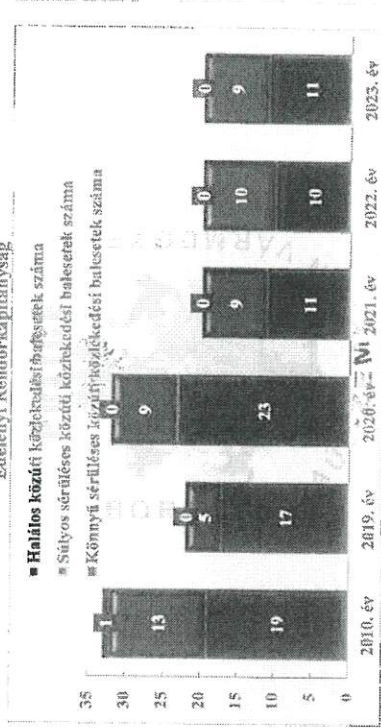 Edelényi Rendőrkapitányság
■ Halálos közúti közlekedési balesetek száma
■ Súlyos sérüléses közúti közlekedési balesetek száma
■ Könnyű sérüléses közúti közlekedési balesetek száma
35
30
25
20
15
10
5
0
1 0 0 0 0 0
13 5 9 9 10 9
19 17 23 11 10 11
2010. év 2019. év 2020. év 2021. év 2022. év 2023. év